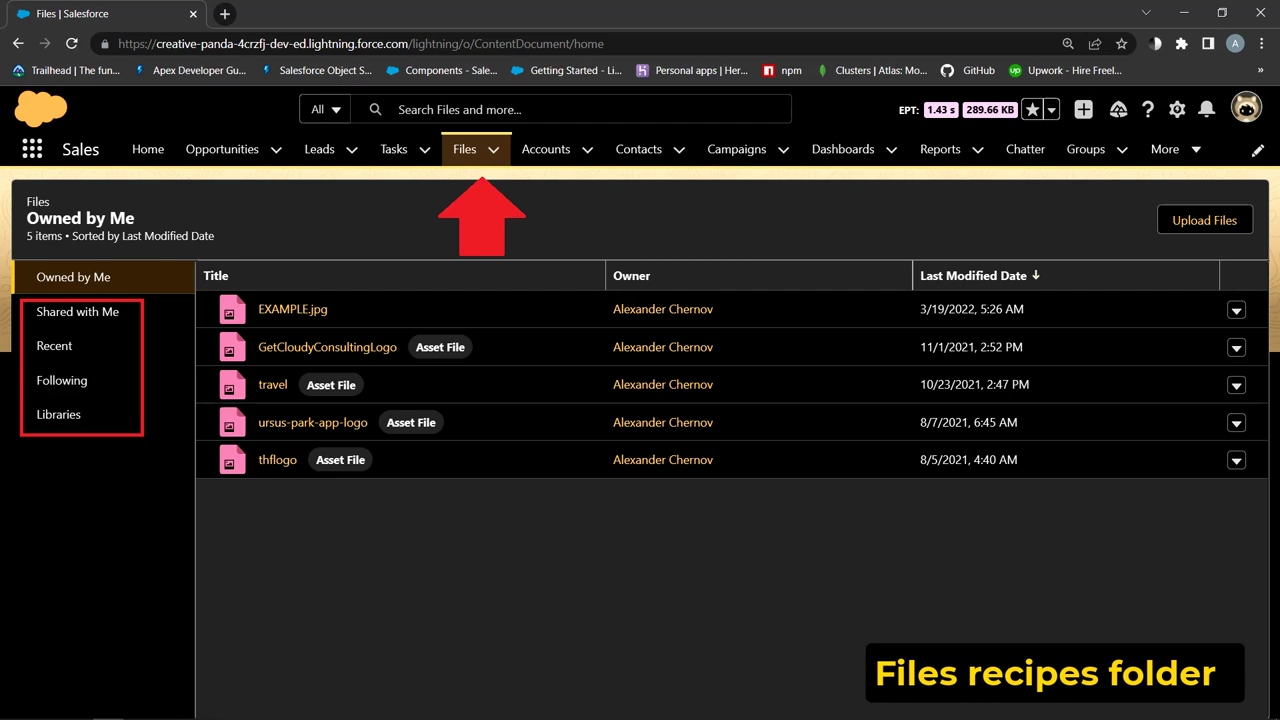 Files | Salesforce
https://creative-panda-4crzfj-dev-ed.lightning.force.com/lightning/o/ContentDocument/home
A
Trailhead | The fun...
Apex Developer Gu...
Salesforce Object S...
Components - Sale...
Getting Started - Li...
Personal apps | Her...
npm
Clusters | Atlas: Mo...
GitHub
Upwork - Hire Freel...
»
All
Search Files and more...
EPT: 1.43 s 289.66 KB
Sales
Home
Opportunities
Leads
Tasks
Files
Accounts
Contacts
Campaigns
Dashboards
Reports
Chatter
Groups
More
Files
Owned by Me
5 items • Sorted by Last Modified Date
Upload Files
Owned by Me
Shared with Me
Recent
Following
Libraries
Title Owner Last Modified Date
EXAMPLE.jpg Alexander Chernov 3/19/2022, 5:26 AM
GetCloudyConsultingLogo Asset File Alexander Chernov 11/1/2021, 2:52 PM
travel Asset File Alexander Chernov 10/23/2021, 2:47 PM
ursus-park-app-logo Asset File Alexander Chernov 8/7/2021, 6:45 AM
thflogo Asset File Alexander Chernov 8/5/2021, 4:40 AM
Files recipes folder